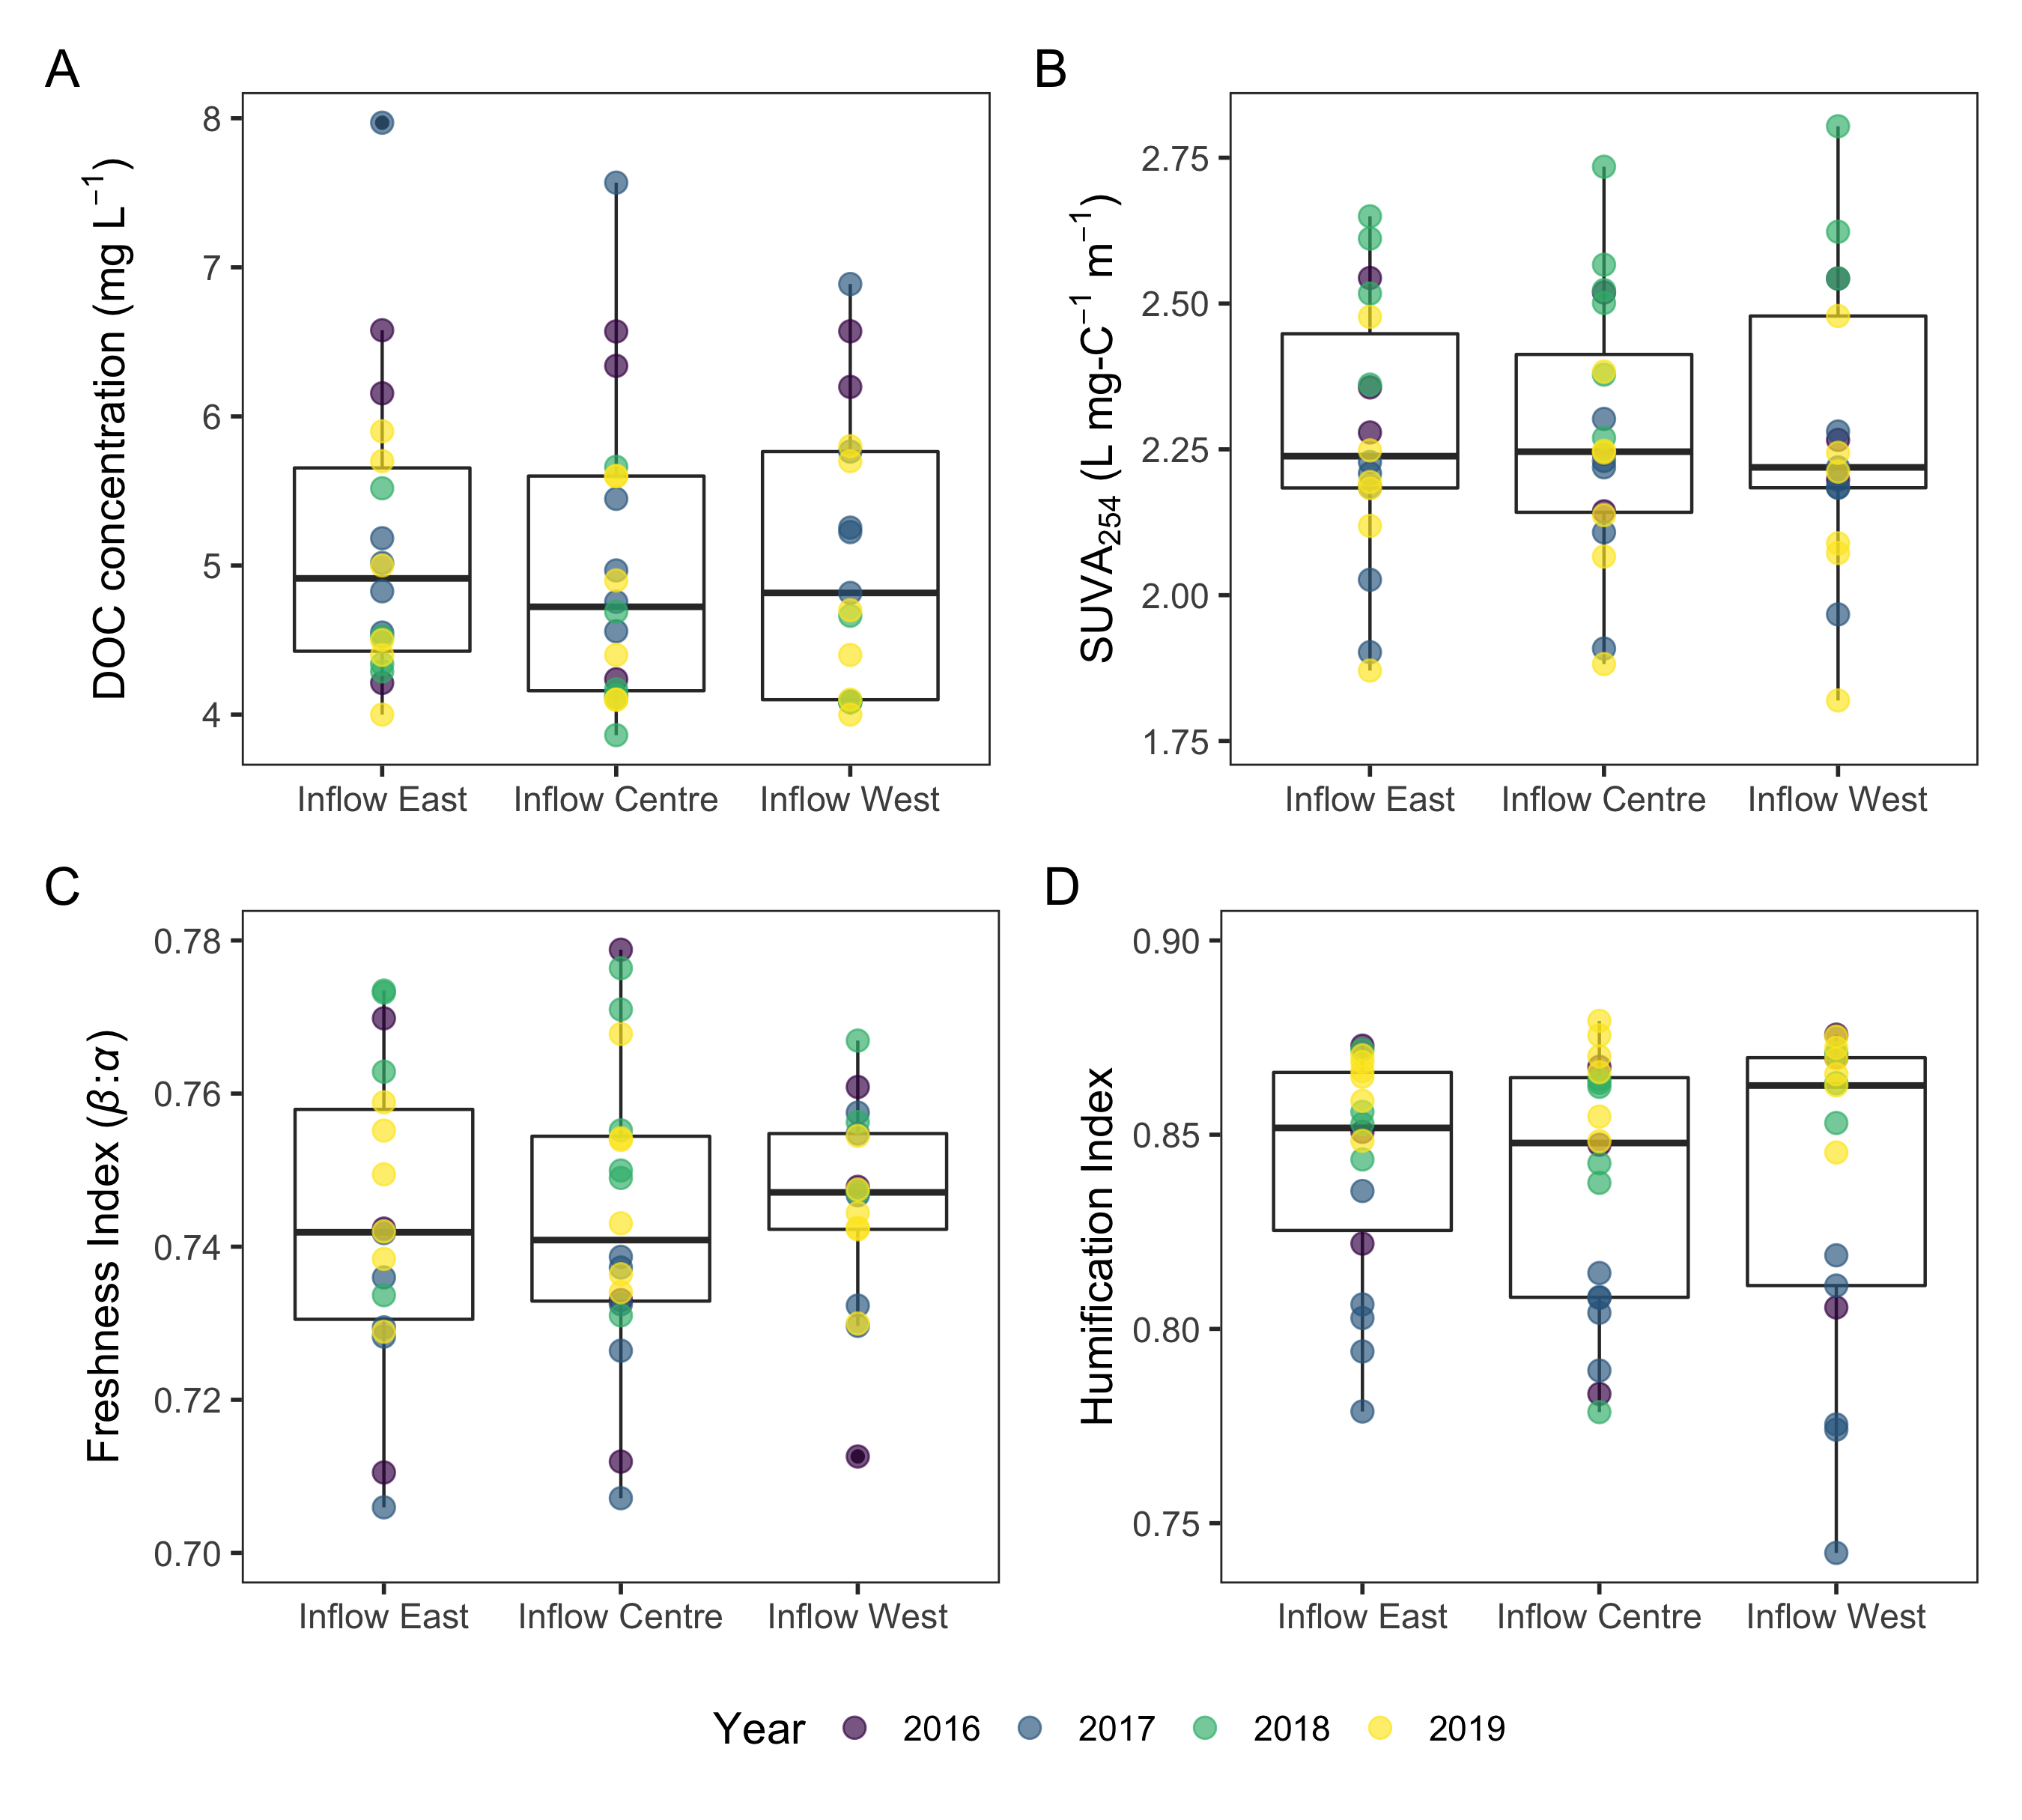 A
DOC concentration (mg L⁻¹)
8
7
6
5
4
Inflow East Inflow Centre Inflow West
B
SUVA₂₅₄ (L mg-C⁻¹ m⁻¹)
2.75
2.50
2.25
2.00
1.75
Inflow East Inflow Centre Inflow West
C
Freshness Index (β:α)
0.78
0.76
0.74
0.72
0.70
Inflow East Inflow Centre Inflow West
D
Humification Index
0.90
0.85
0.80
0.75
Inflow East Inflow Centre Inflow West
Year 2016 2017 2018 2019